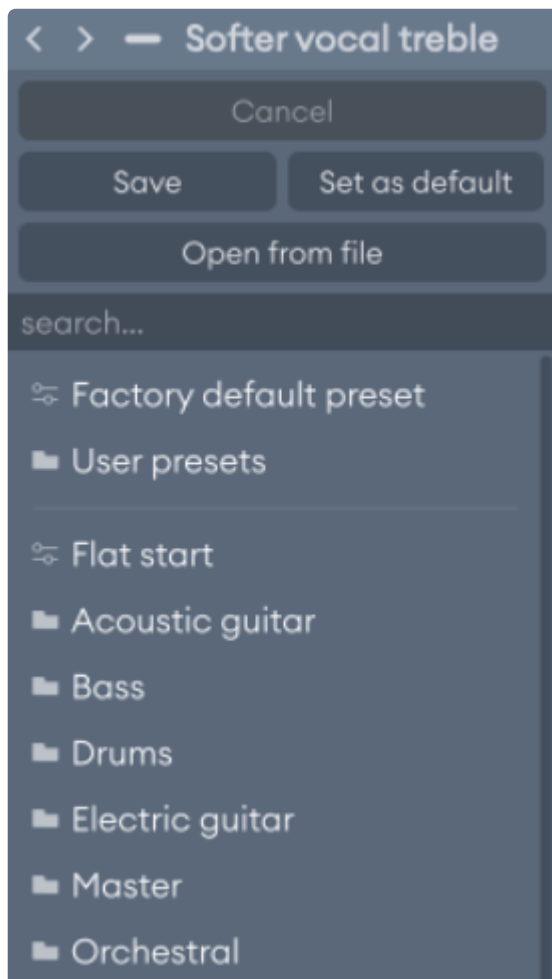 Softer vocal treble
Cancel
Save Set as default
Open from file
search...
Factory default preset
User presets
Flat start
Acoustic guitar
Bass
Drums
Electric guitar
Master
Orchestral